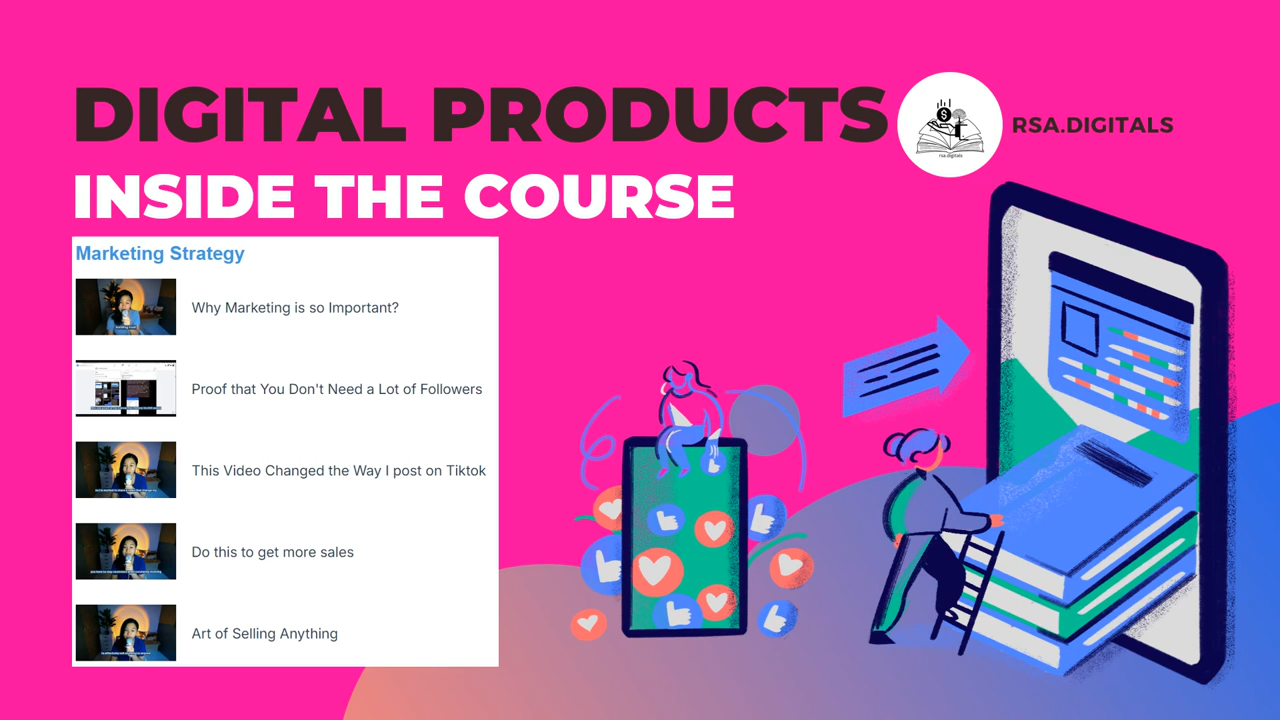 DIGITAL PRODUCTS
rsa.digitals
RSA.DIGITALS
INSIDE THE COURSE
Marketing Strategy
Why Marketing is so Important?
Proof that You Don't Need a Lot of Followers
This Video Changed the Way I post on Tiktok
Do this to get more sales
Art of Selling Anything